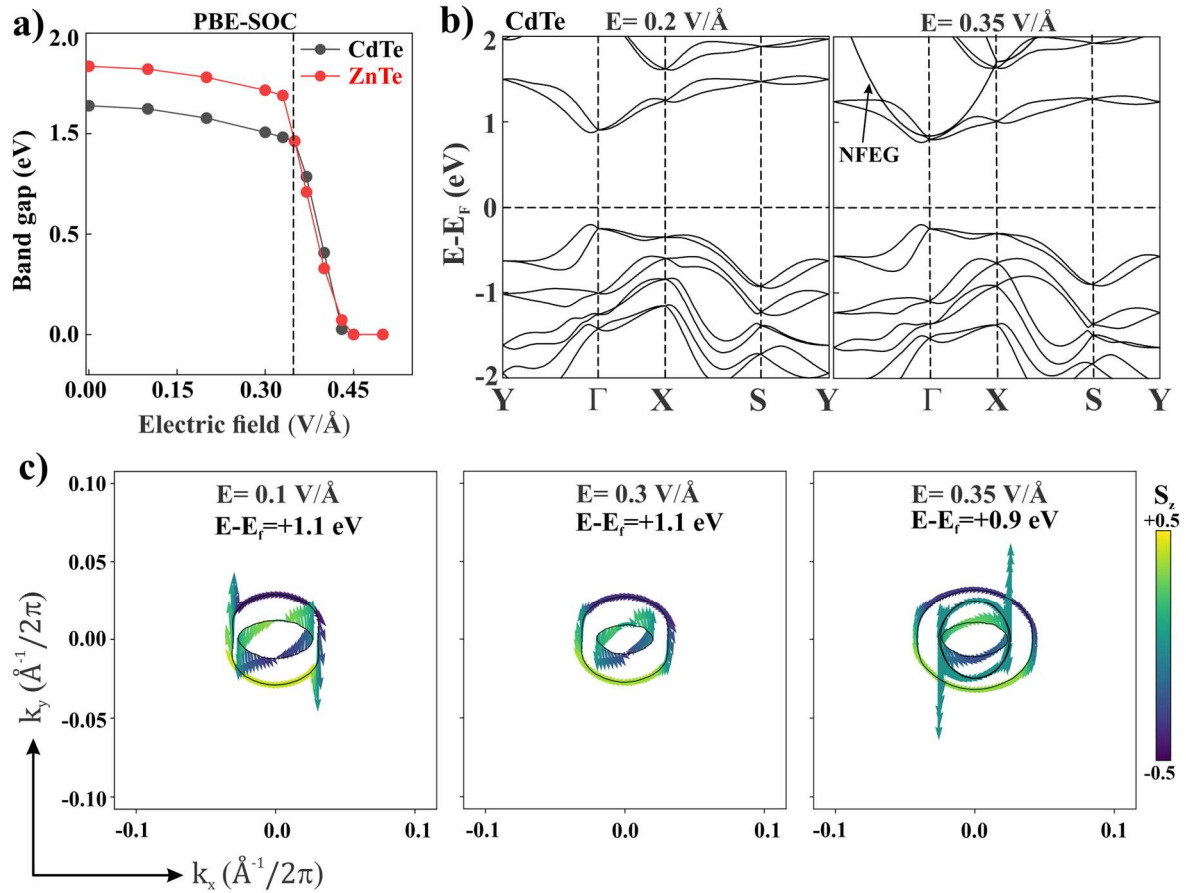 a)
PBE-SOC
CdTe
ZnTe
2.0
1.5
0.5
0.0
Band gap (eV)
0.00 0.15 0.30 0.45
Electric field (V/Å)
b)
CdTe E= 0.2 V/Å E= 0.35 V/Å
2
1
0
-1
-2
E-E_F (eV)
NFEG
Y Γ X S Y Γ X S Y
c)
E= 0.1 V/Å
E-E_f=+1.1 eV
E= 0.3 V/Å
E-E_f=+1.1 eV
E= 0.35 V/Å
E-E_f=+0.9 eV
S_z
+0.5
-0.5
0.10
0.05
0.00
-0.05
-0.10
k_y (Å⁻¹/2π)
-0.1 0.0 0.1 -0.1 0.0 0.1 -0.1 0.0 0.1
k_x (Å⁻¹/2π)